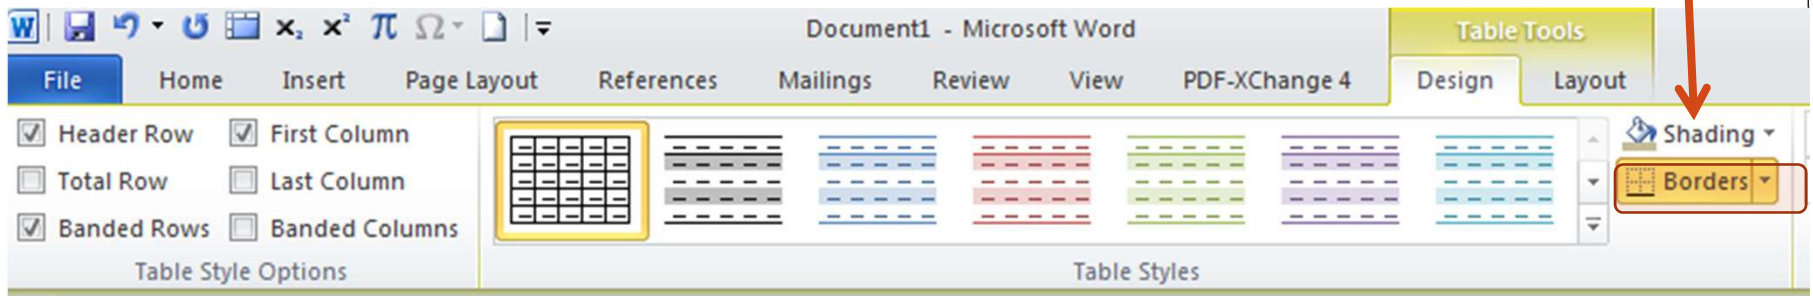 W x₂ x² π Ω Document1 - Microsoft Word Table Tools
File Home Insert Page Layout References Mailings Review View PDF-XChange 4 Design Layout
Header Row First Column Shading
Total Row Last Column Borders
Banded Rows Banded Columns
Table Style Options Table Styles